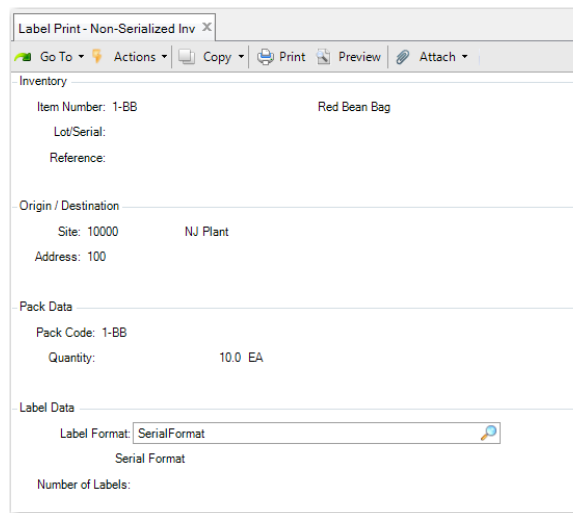 Label Print - Non-Serialized Inv
Go To Actions Copy Print Preview Attach
Inventory
Item Number: 1-BB Red Bean Bag
Lot/Serial:
Reference:
Origin / Destination
Site: 10000 NJ Plant
Address: 100
Pack Data
Pack Code: 1-BB
Quantity: 10.0 EA
Label Data
Label Format: SerialFormat
Serial Format
Number of Labels: